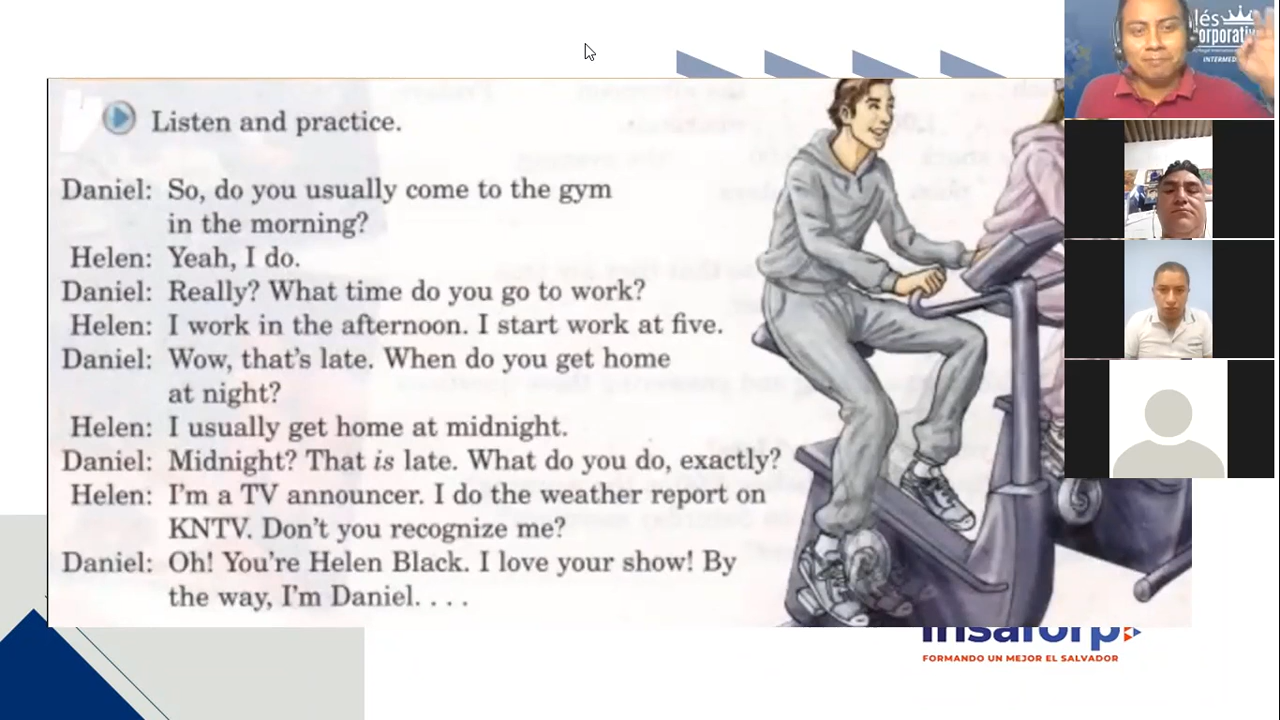 Listen and practice.
Daniel: So, do you usually come to the gym
in the morning?
Helen: Yeah, I do.
Daniel: Really? What time do you go to work?
Helen: I work in the afternoon. I start work at five.
Daniel: Wow, that's late. When do you get home
at night?
Helen: I usually get home at midnight.
Daniel: Midnight? That is late. What do you do, exactly?
Helen: I'm a TV announcer. I do the weather report on
KNTV. Don't you recognize me?
Daniel: Oh! You're Helen Black. I love your show! By
the way, I'm Daniel. . . .
insaforp
FORMANDO UN MEJOR EL SALVADOR